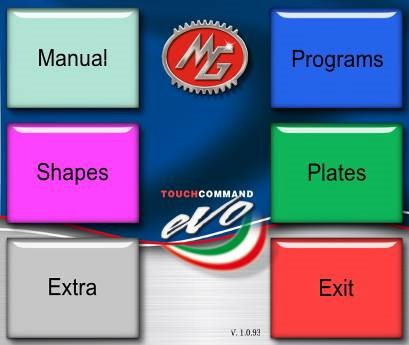 Manual
MG
Programs
Shapes
Plates
TOUCHCOMMAND
evo
Extra
Exit
V. 1.0.93